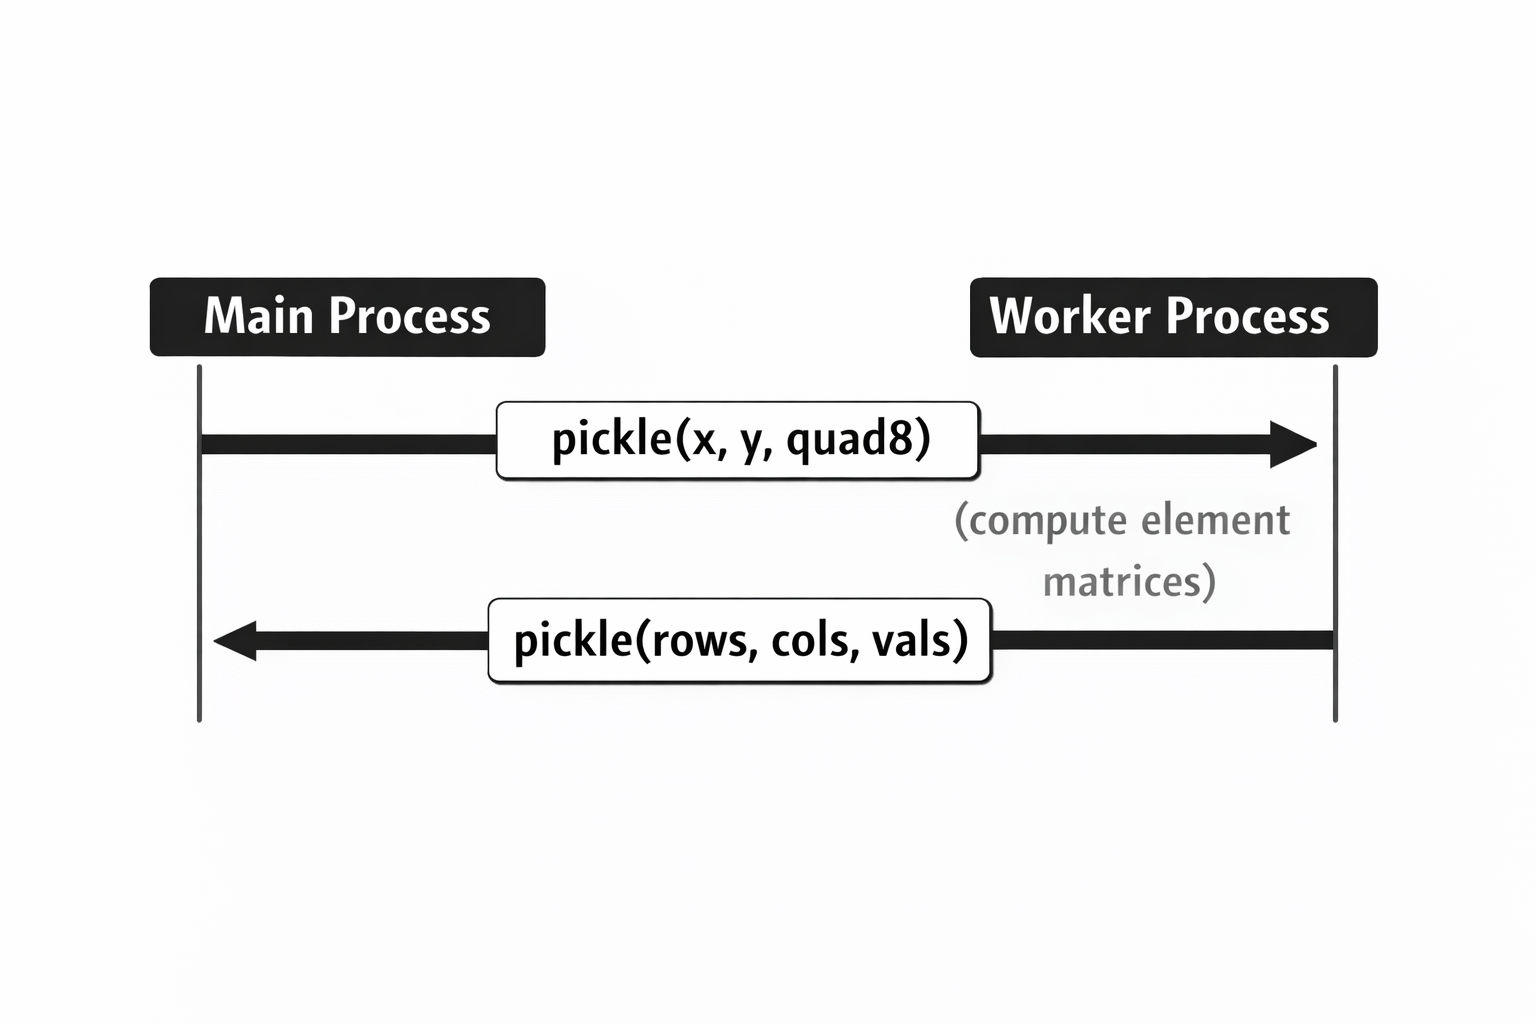 Main Process
Worker Process
pickle(x, y, quad8)
(compute element
matrices)
pickle(rows, cols, vals)